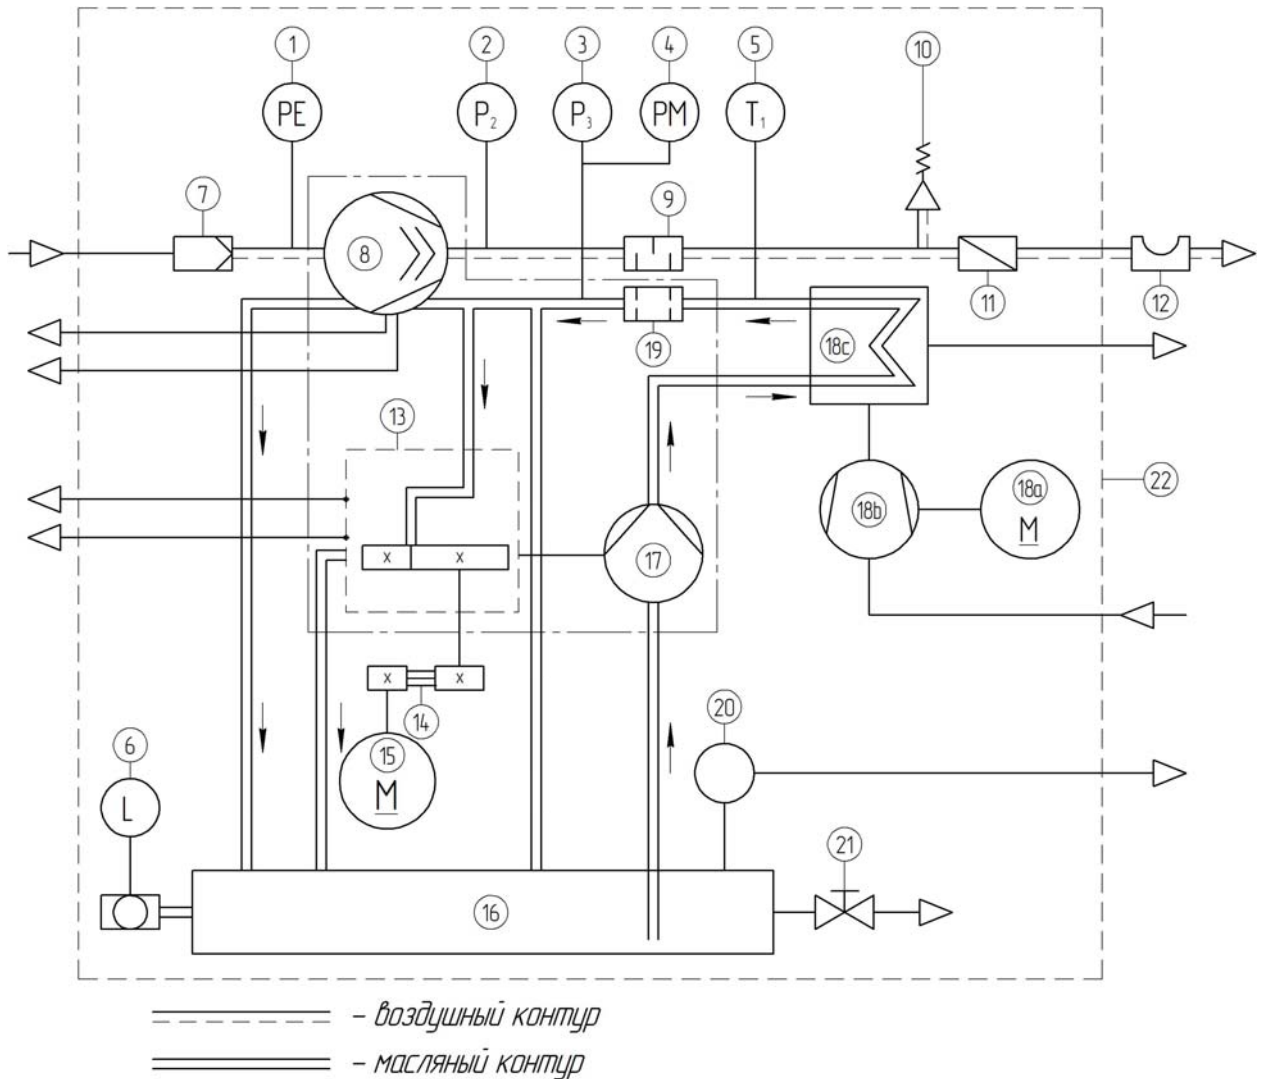 1 2 3 4 5 10
PE P₂ P₃ PM T₁
7 9
8
11 12
19 18c
13
18a
22
18b M
x x 17
x x
14
20
6 15
L M
21
16
- воздушный контур
- масляный контур